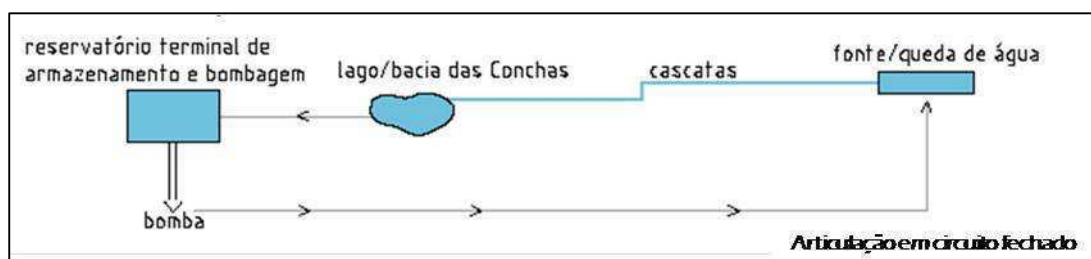 reservatório terminal de
armazenamento e bombagem
lago/bacia das Conchas
cascatas
fonte/queda de água
bomba
Articulação em circuito fechado